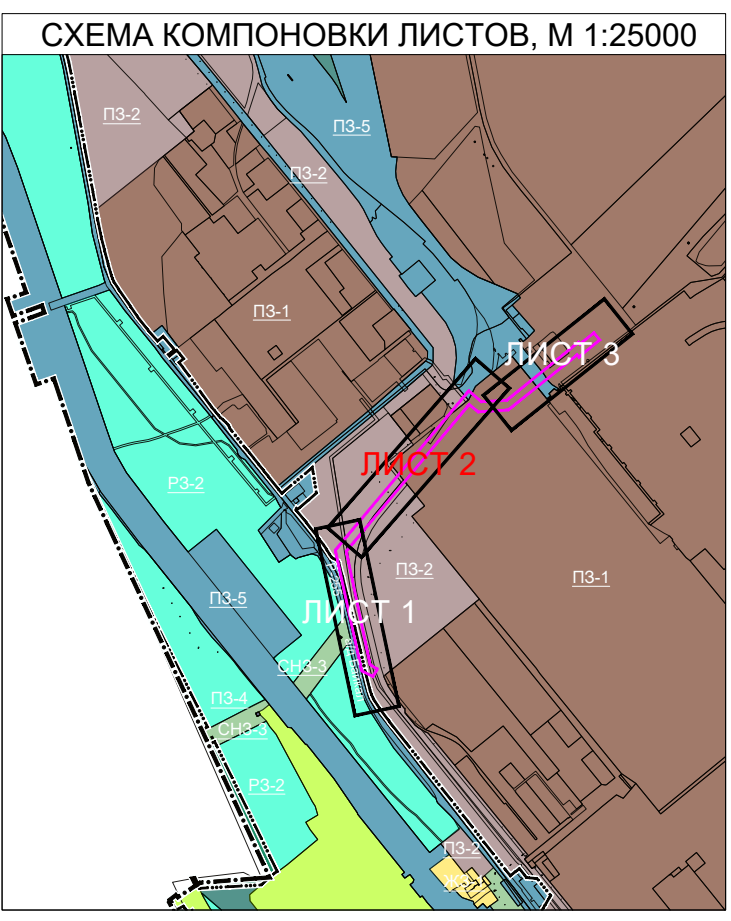 СХЕМА КОМПОНОВКИ ЛИСТОВ, М 1:25000
ПЗ-2
ПЗ-5
ПЗ-2
ПЗ-1
ЛИСТ 3
ЛИСТ 2
РЗ-2
ПЗ-2
ПЗ-1
ПЗ-5
ЛИСТ 1
СНЗ-3
ПЗ-4
СНЗ-3
РЗ-2
ПЗ-2